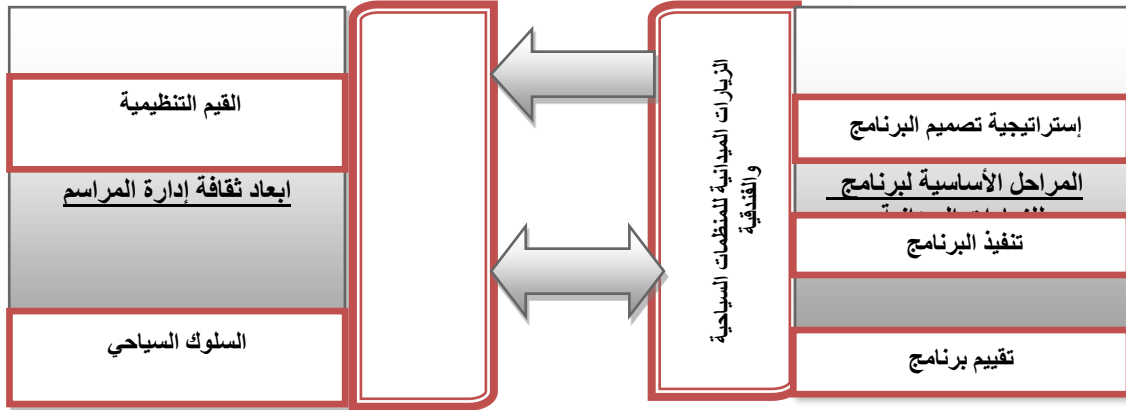 إستراتيجية تصميم البرنامج
المراحل الأساسية لبرنامج
تنفيذ البرنامج
تقييم برنامج
الزيارات الميدانية للمنظمات السياحية
والفندقية
القيم التنظيمية
ابعاد ثقافة إدارة المراسم
السلوك السياحي